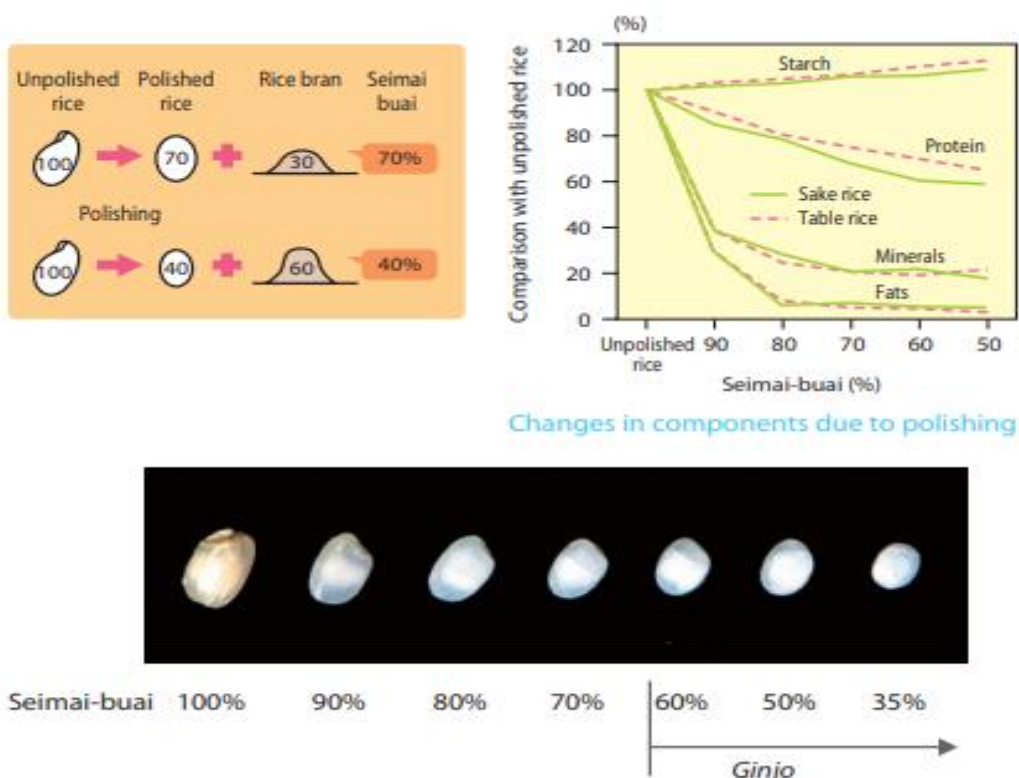 Unpolished rice
Polished rice
Rice bran
Seimai buai
100
70
30
70%
Polishing
100
40
60
40%
(%)
Comparison with unpolished rice
120
100
80
60
40
20
0
Starch
Protein
Sake rice
Table rice
Minerals
Fats
Unpolished rice
90
80
70
60
50
Seimai-buai (%)
Changes in components due to polishing
Seimai-buai 100% 90% 80% 70% 60% 50% 35%
Ginjo